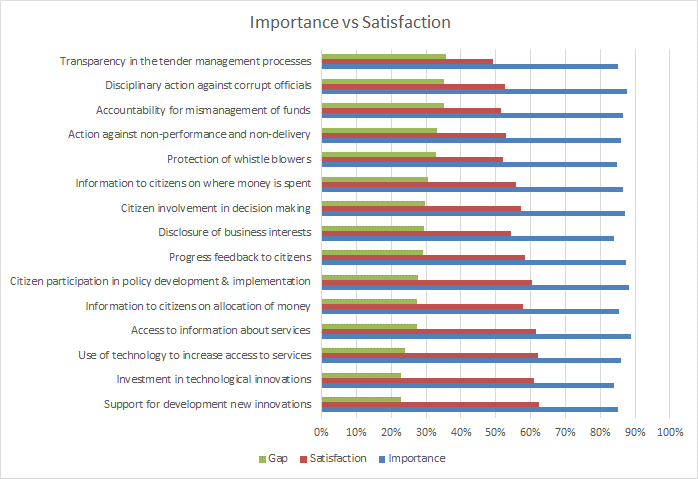 Importance vs Satisfaction
Transparency in the tender management processes
Disciplinary action against corrupt officials
Accountability for mismanagement of funds
Action against non-performance and non-delivery
Protection of whistle blowers
Information to citizens on where money is spent
Citizen involvement in decision making
Disclosure of business interests
Progress feedback to citizens
Citizen participation in policy development & implementation
Information to citizens on allocation of money
Access to information about services
Use of technology to increase access to services
Investment in technological innovations
Support for development new innovations
0% 10% 20% 30% 40% 50% 60% 70% 80% 90% 100%
Gap Satisfaction Importance